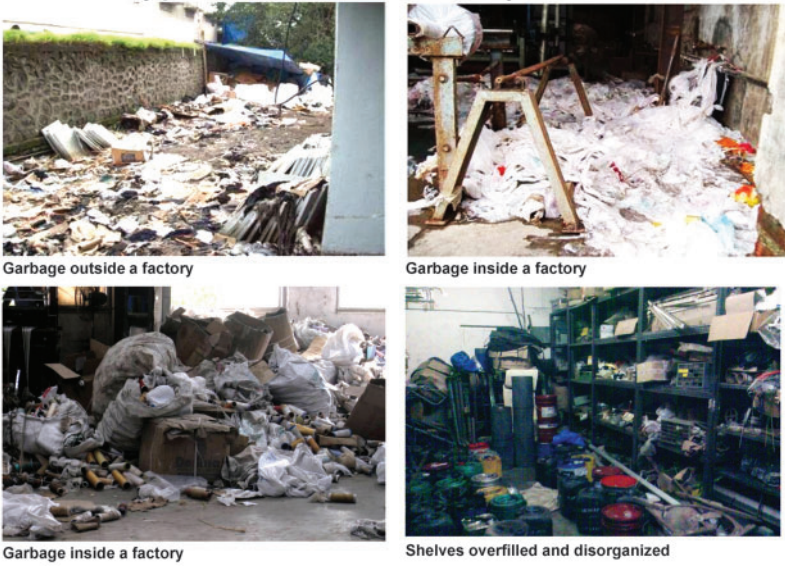 Garbage outside a factory
Garbage inside a factory
Garbage inside a factory
Shelves overfilled and disorganized